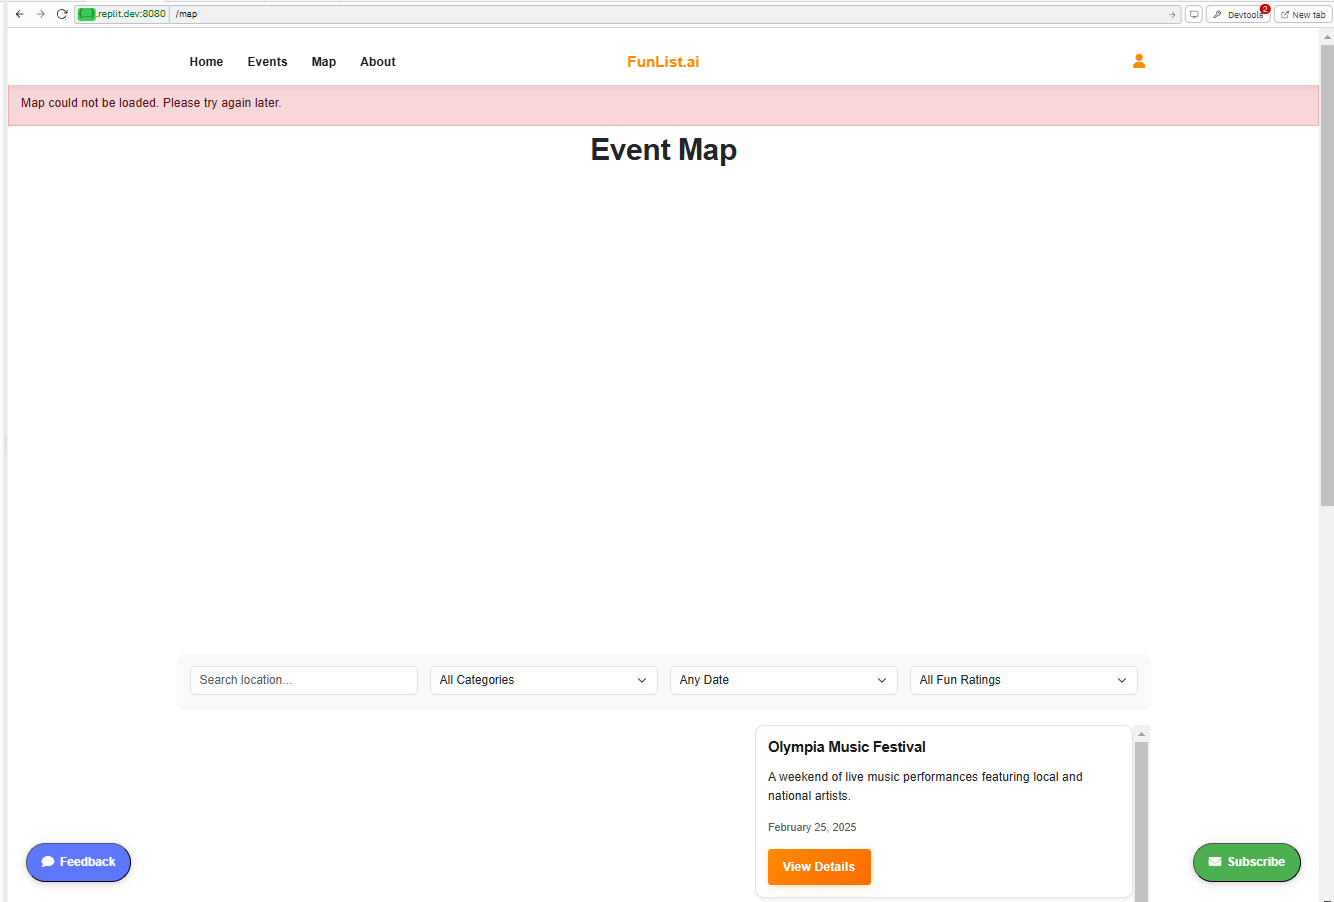 {...}.replit.dev:8080 /map
Devtools 2
New tab
Home Events Map About
FunList.ai
Map could not be loaded. Please try again later.
Event Map
Search location...
All Categories
Any Date
All Fun Ratings
Olympia Music Festival
A weekend of live music performances featuring local and
national artists.
February 25, 2025
View Details
Feedback
Subscribe